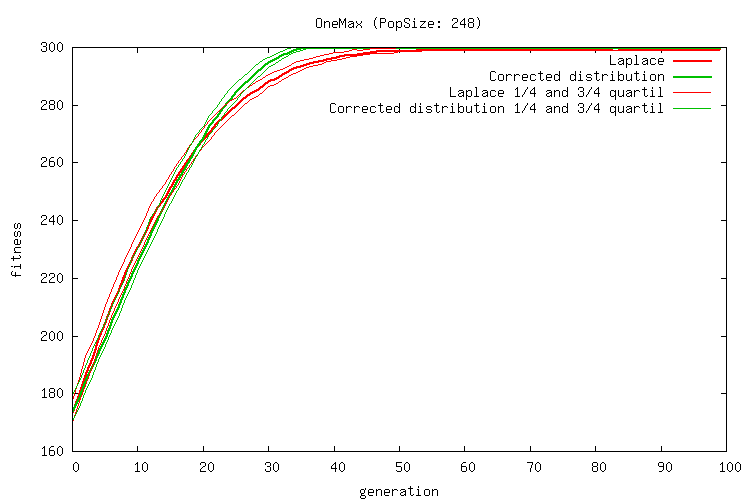 OneMax (PopSize: 248)
300
280
260
240
220
200
180
160
fitness
Laplace
Corrected distribution
Laplace 1/4 and 3/4 quartil
Corrected distribution 1/4 and 3/4 quartil
0 10 20 30 40 50 60 70 80 90 100
generation